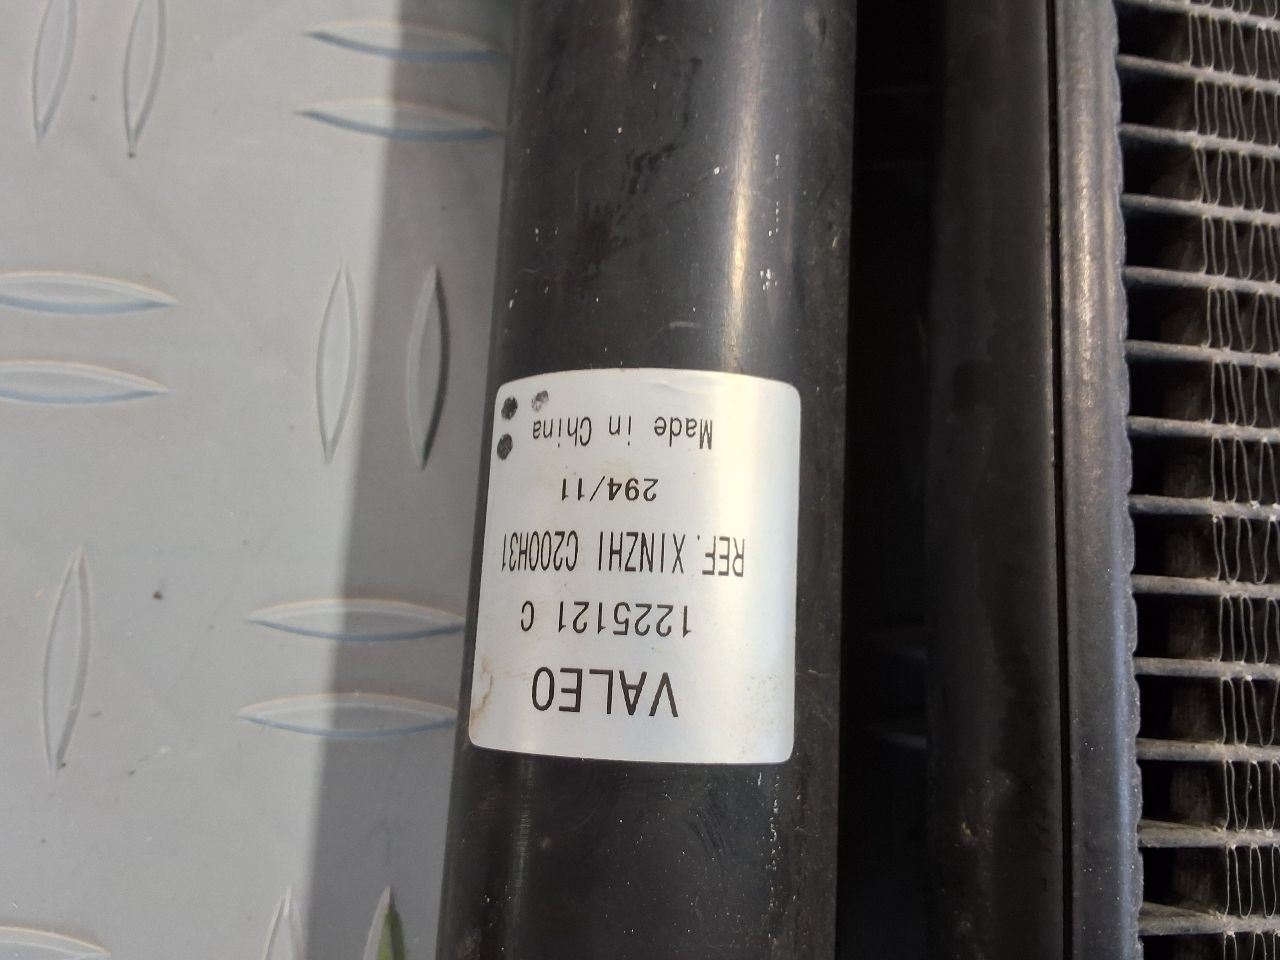 VALEO
1225121 C
REF. XINZHI C200H31
294/11
Made in China